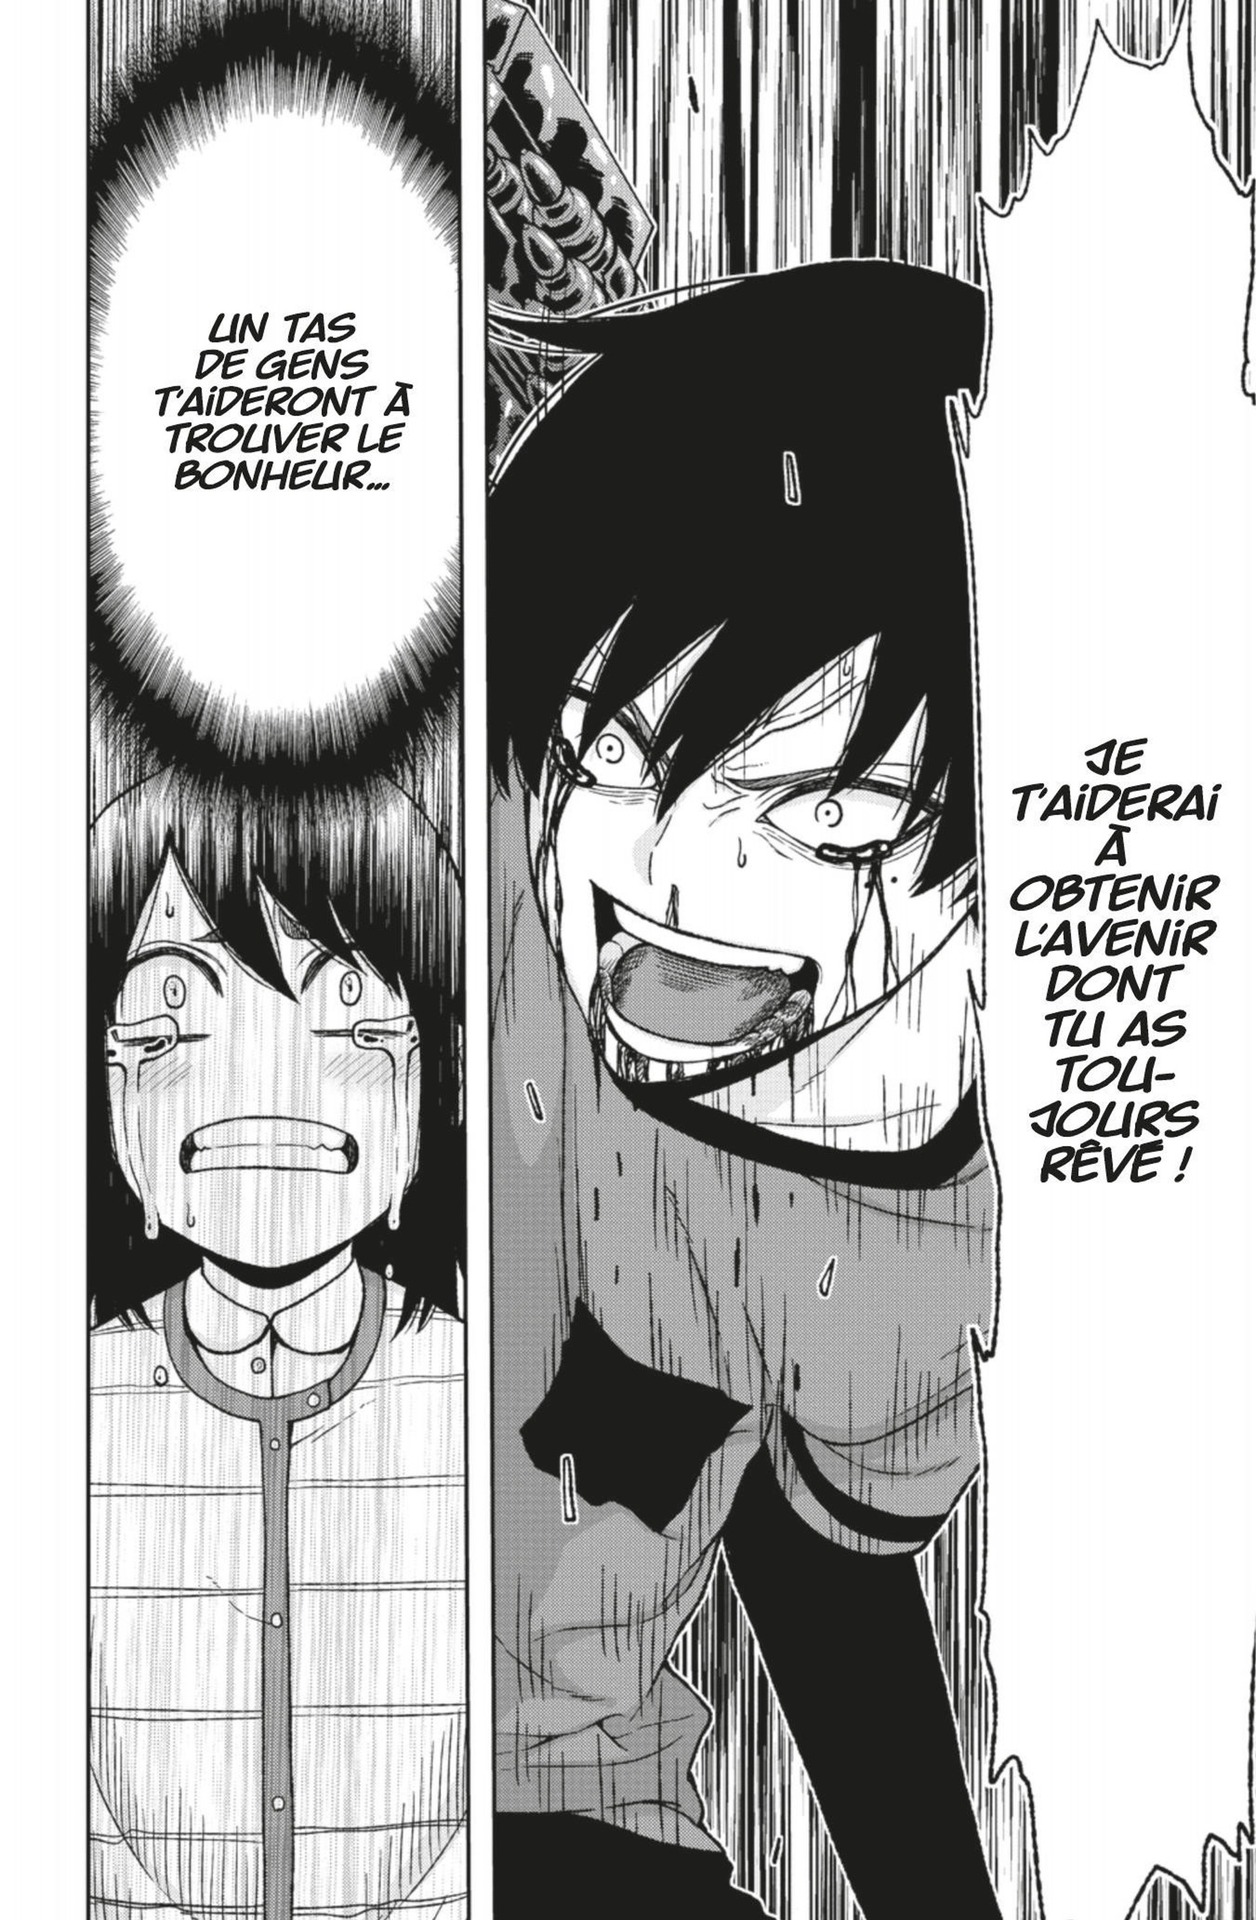 JE
T'AIDERAI
À
OBTENIR
L'AVENIR
DONT
TU AS
TOU-
JOURS
RÊVÉ !
UN TAS
DE GENS
T'AIDERONT À
TROUVER LE
BONHEUR...